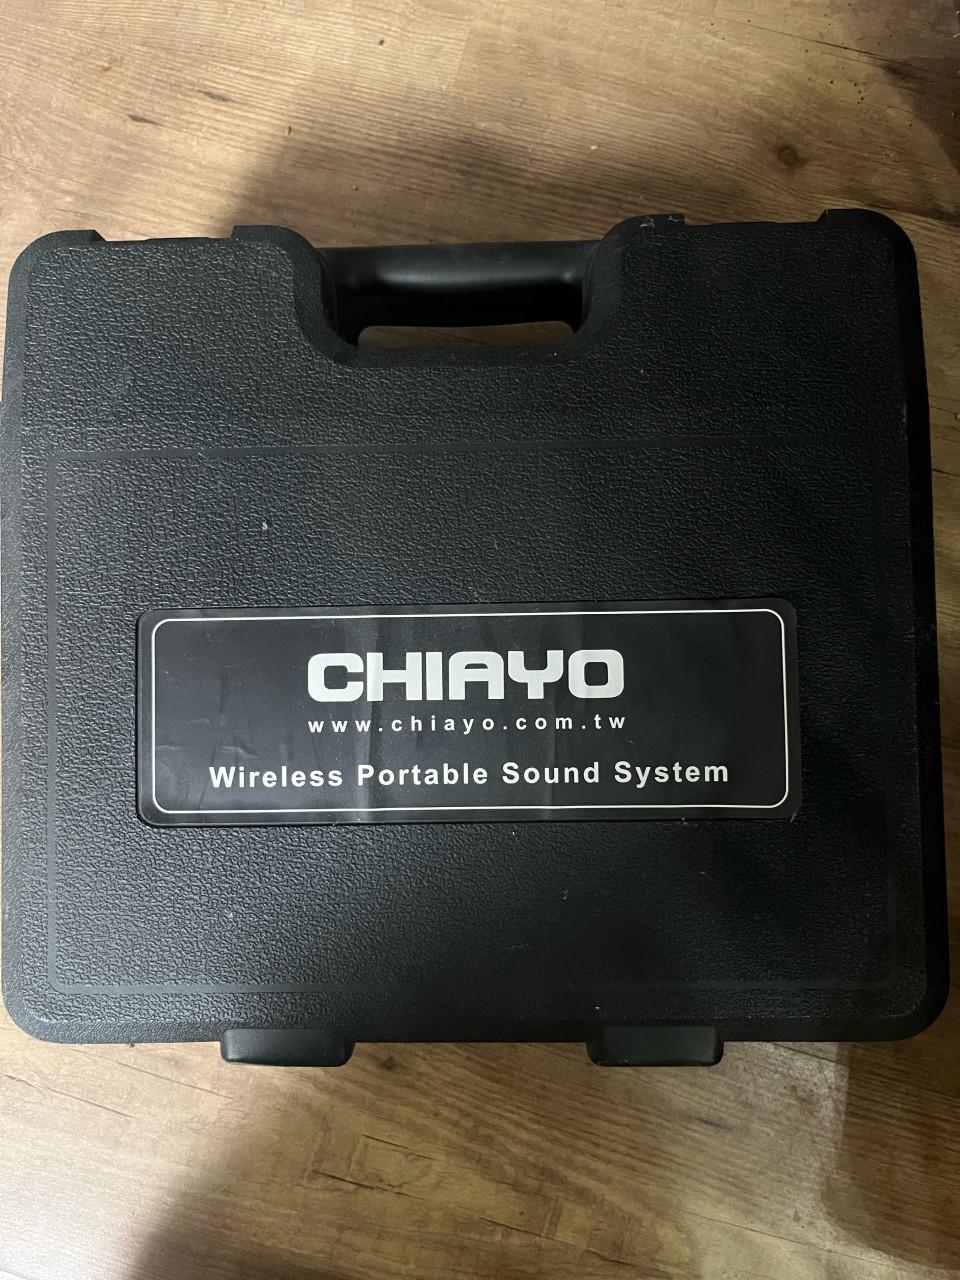 CHIAYO
www.chiayo.com.tw
Wireless Portable Sound System